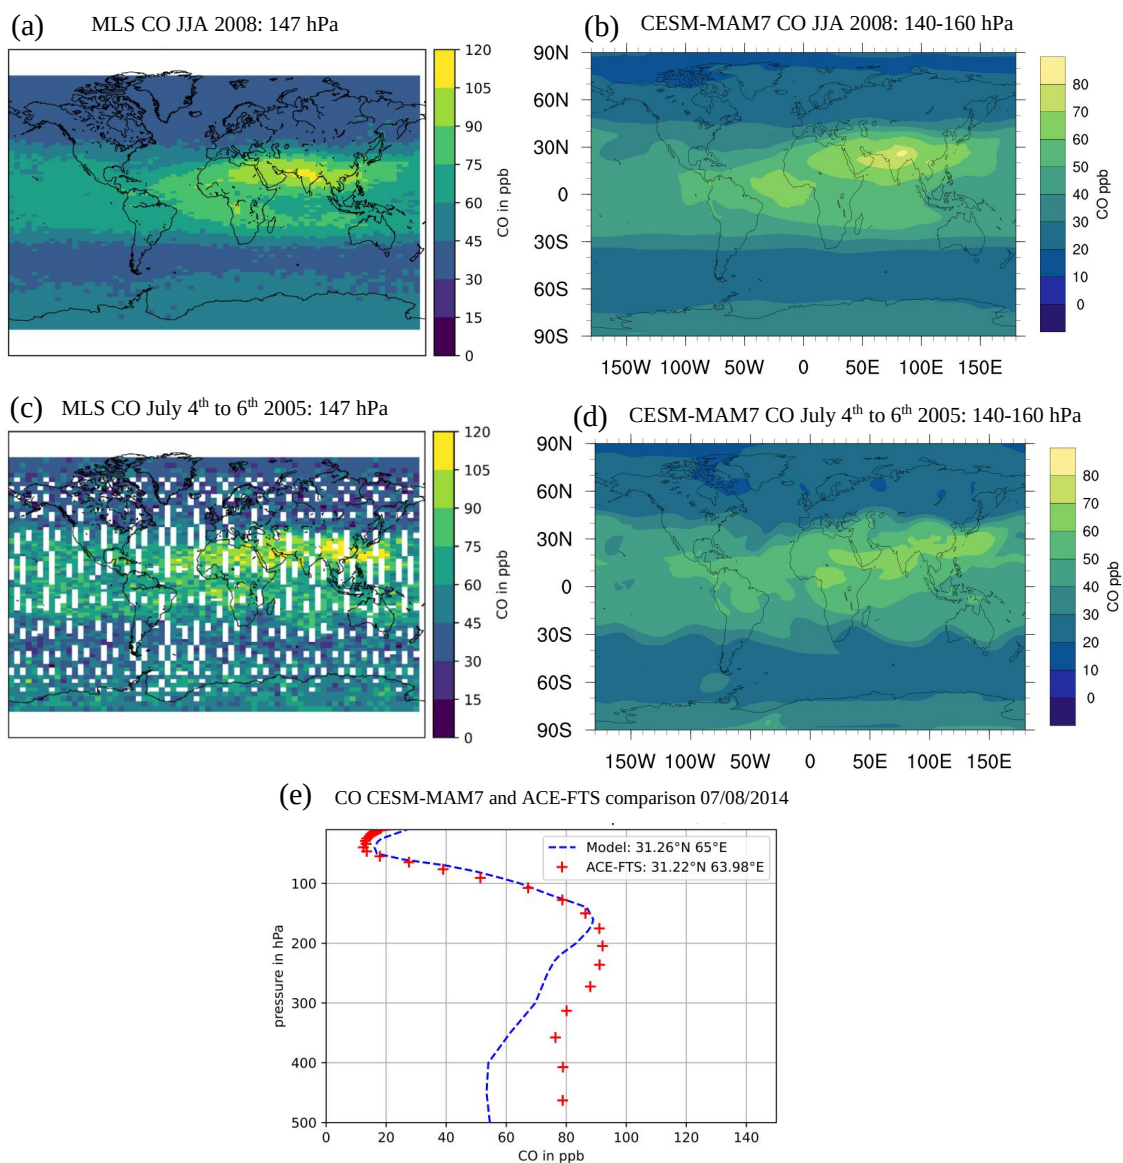 (a) MLS CO JJA 2008: 147 hPa
120
105
90
75
60
45
30
15
0
CO in ppb
(b) CESM-MAM7 CO JJA 2008: 140-160 hPa
90N
60N
30N
0
30S
60S
90S
150W 100W 50W 0 50E 100E 150E
80
70
60
50
40
30
20
10
0
CO ppb
(c) MLS CO July 4th to 6th 2005: 147 hPa
120
105
90
75
60
45
30
15
0
CO in ppb
(d) CESM-MAM7 CO July 4th to 6th 2005: 140-160 hPa
90N
60N
30N
0
30S
60S
90S
150W 100W 50W 0 50E 100E 150E
80
70
60
50
40
30
20
10
0
CO ppb
(e) CO CESM-MAM7 and ACE-FTS comparison 07/08/2014
Model: 31.26°N 65°E
ACE-FTS: 31.22°N 63.98°E
100
200
300
400
500
pressure in hPa
0 20 40 60 80 100 120 140
CO in ppb